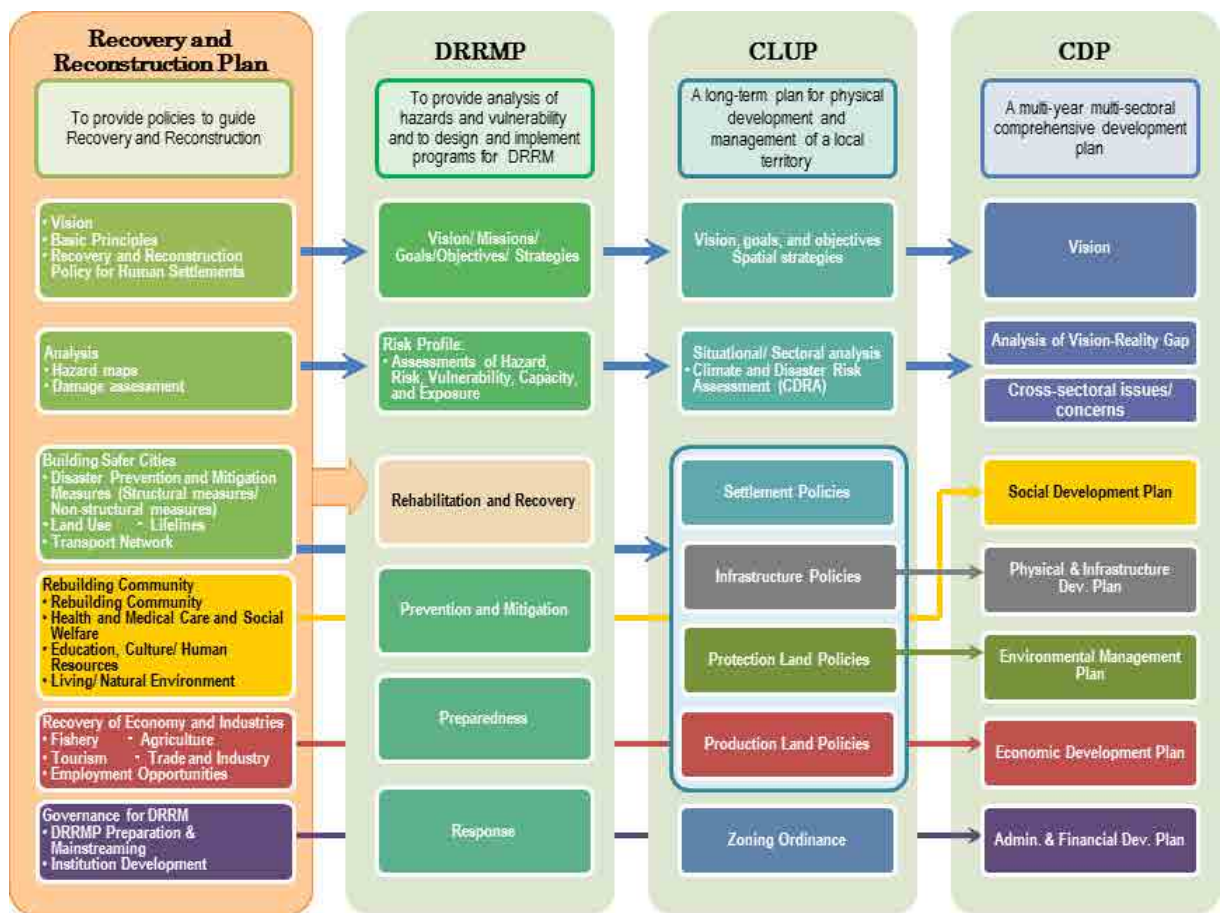 Recovery and
Reconstruction Plan
To provide policies to guide
Recovery and Reconstruction
• Vision
• Basic Principles
• Recovery and Reconstruction
Policy for Human Settlements
Analysis
• Hazard maps
• Damage assessment
Building Safer Cities
• Disaster Prevention and Mitigation
Measures (Structural measures/
Non-structural measures)
• Land Use • Lifelines
• Transport Network
Rebuilding Community
• Rebuilding Community
• Health and Medical Care and Social
Welfare
• Education, Culture/ Human
Resources
• Living/ Natural Environment
Recovery of Economy and Industries
• Fishery • Agriculture
• Tourism • Trade and Industry
• Employment Opportunities
Governance for DRRM
• DRRMP Preparation &
Mainstreaming
• Institution Development
DRRMP
To provide analysis of
hazards and vulnerability
and to design and implement
programs for DRRM
Vision/ Missions/
Goals/Objectives/ Strategies
Risk Profile:
• Assessments of Hazard,
Risk, Vulnerability, Capacity,
and Exposure
Rehabilitation and Recovery
Prevention and Mitigation
Preparedness
Response
CLUP
A long-term plan for physical
development and
management of a local
territory
Vision, goals, and objectives
Spatial strategies
Situational/ Sectoral analysis
• Climate and Disaster Risk
Assessment (CDRA)
Settlement Policies
Infrastructure Policies
Protection Land Policies
Production Land Policies
Zoning Ordinance
CDP
A multi-year multi-sectoral
comprehensive development
plan
Vision
Analysis of Vision-Reality Gap
Cross-sectoral issues/
concerns
Social Development Plan
Physical & Infrastructure
Dev. Plan
Environmental Management
Plan
Economic Development Plan
Admin. & Financial Dev. Plan